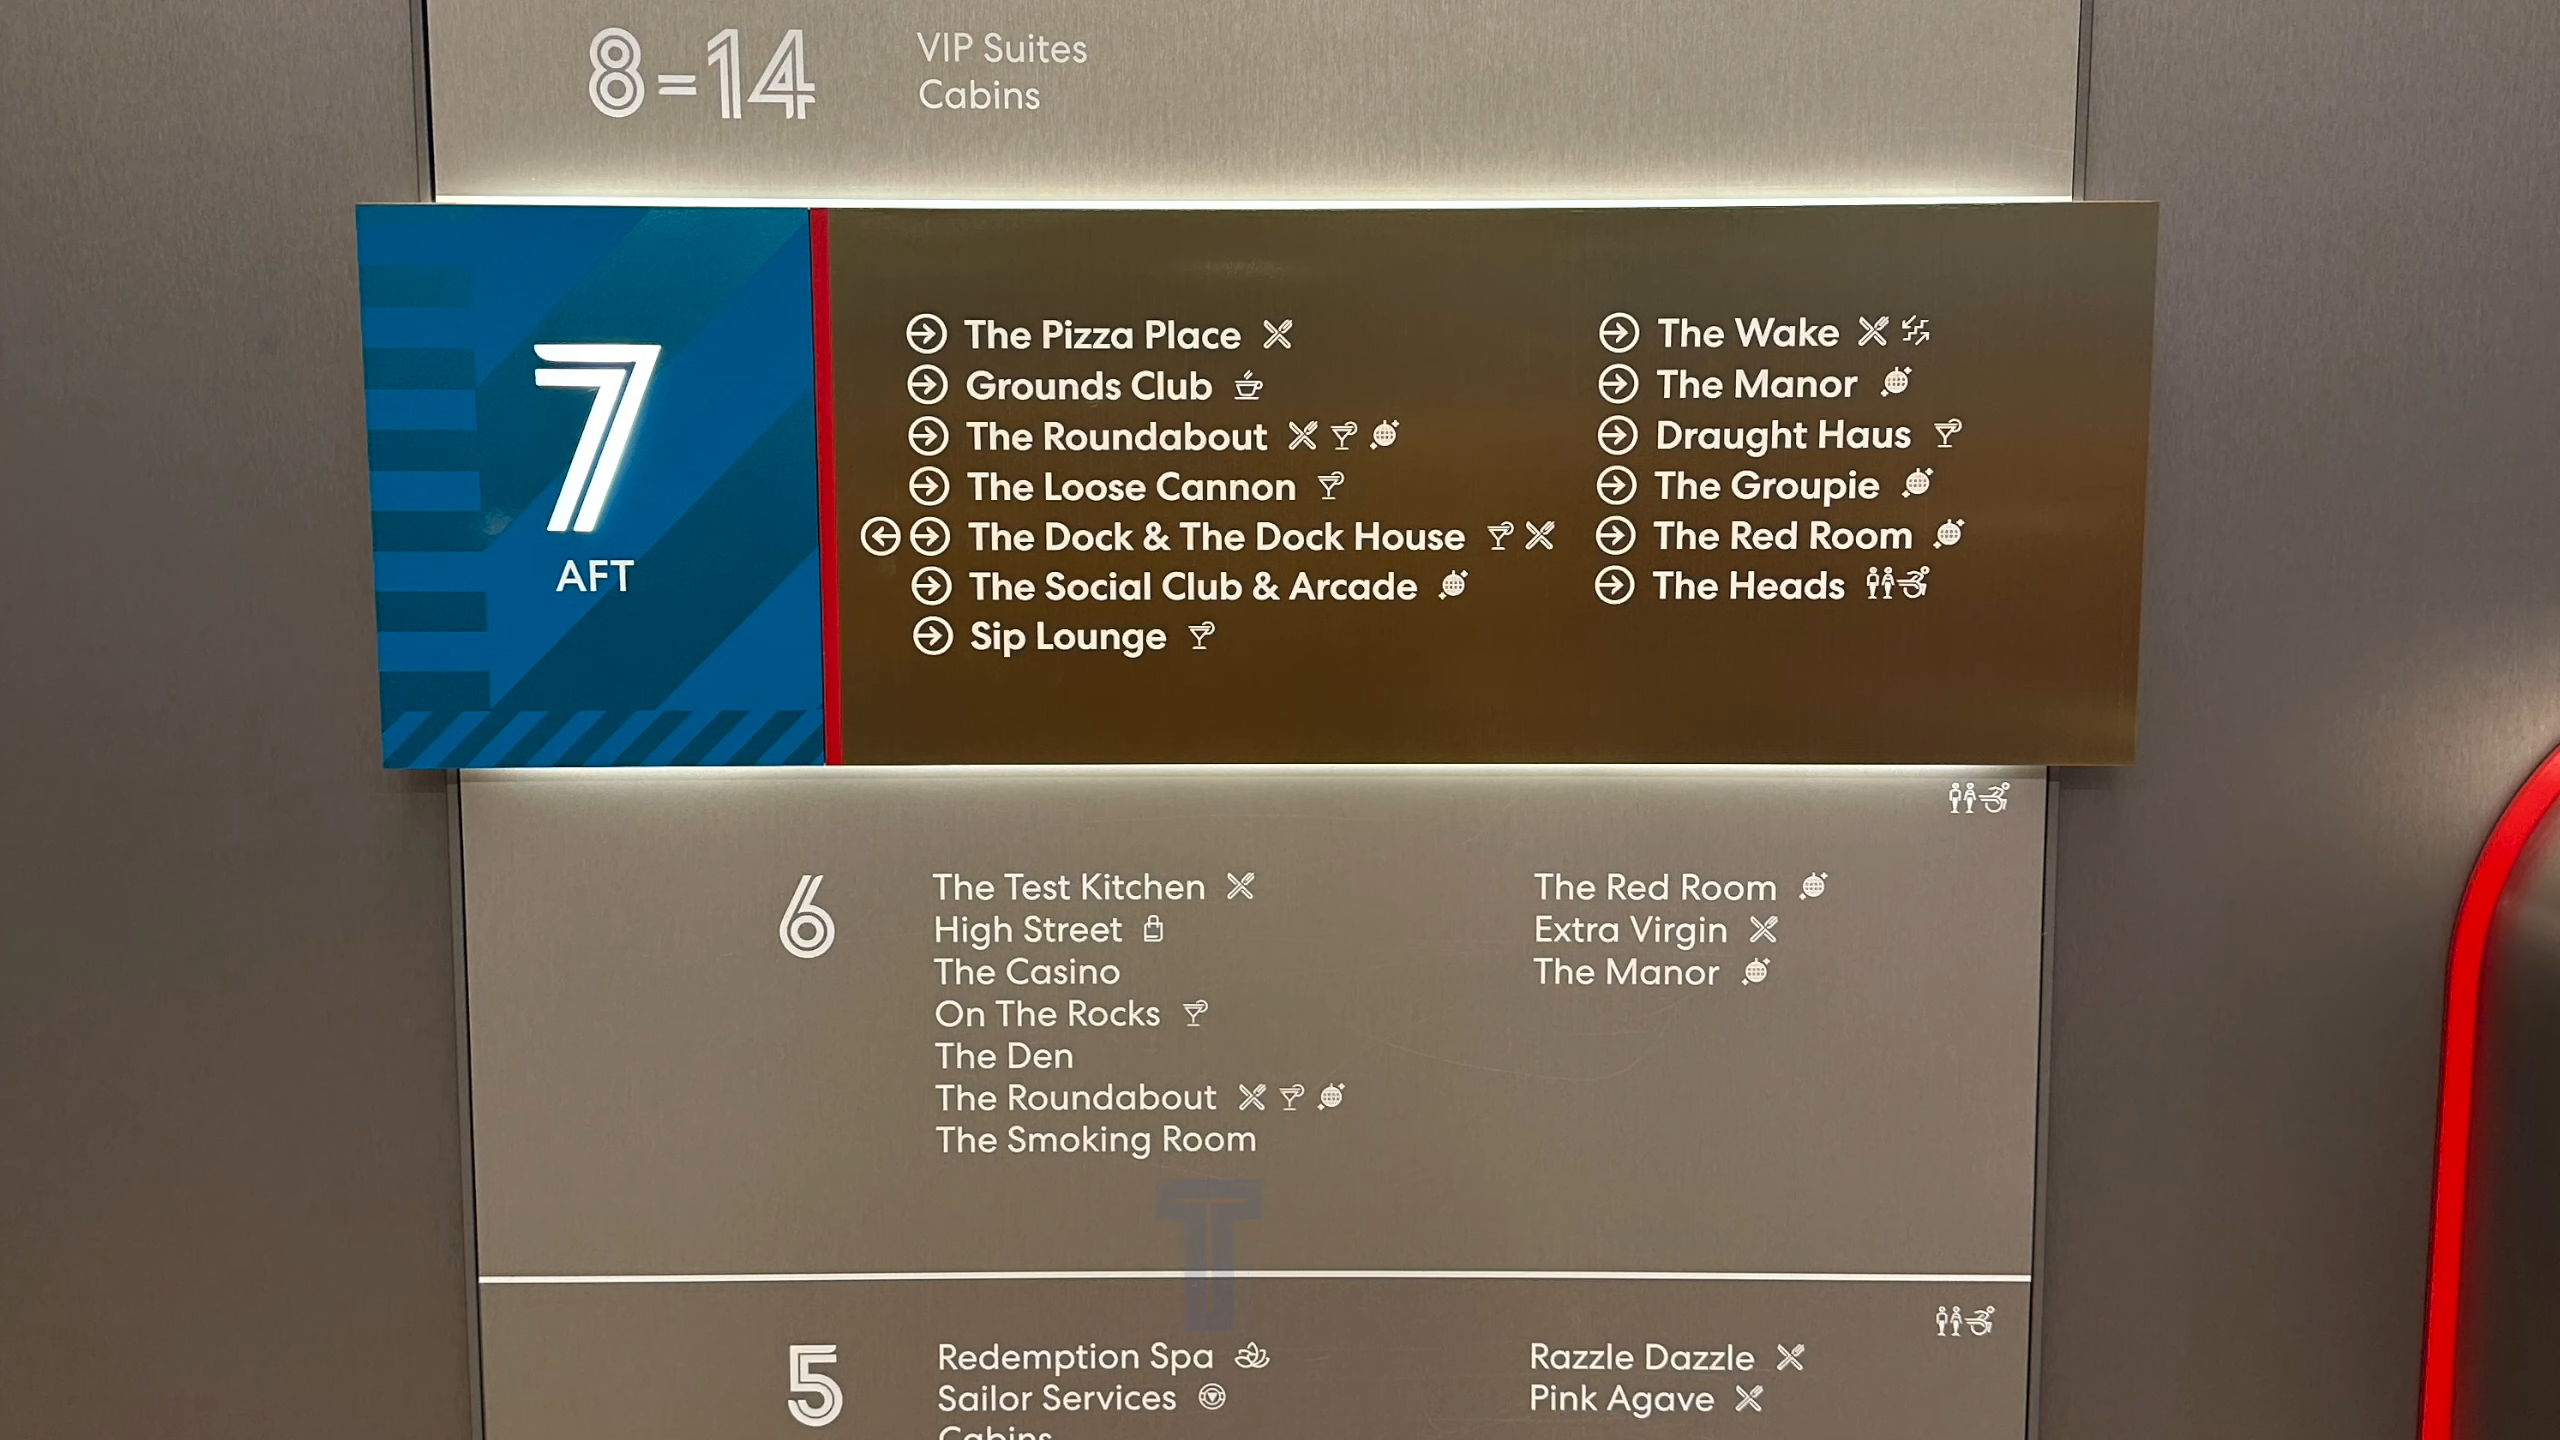 8-14
VIP Suites
Cabins
7
AFT
The Pizza Place
Grounds Club
The Roundabout
The Loose Cannon
The Dock & The Dock House
The Social Club & Arcade
Sip Lounge
The Wake
The Manor
Draught Haus
The Groupie
The Red Room
The Heads
6
The Test Kitchen
High Street
The Casino
On The Rocks
The Den
The Roundabout
The Smoking Room
The Red Room
Extra Virgin
The Manor
T
5
Redemption Spa
Sailor Services
Cabins
Razzle Dazzle
Pink Agave